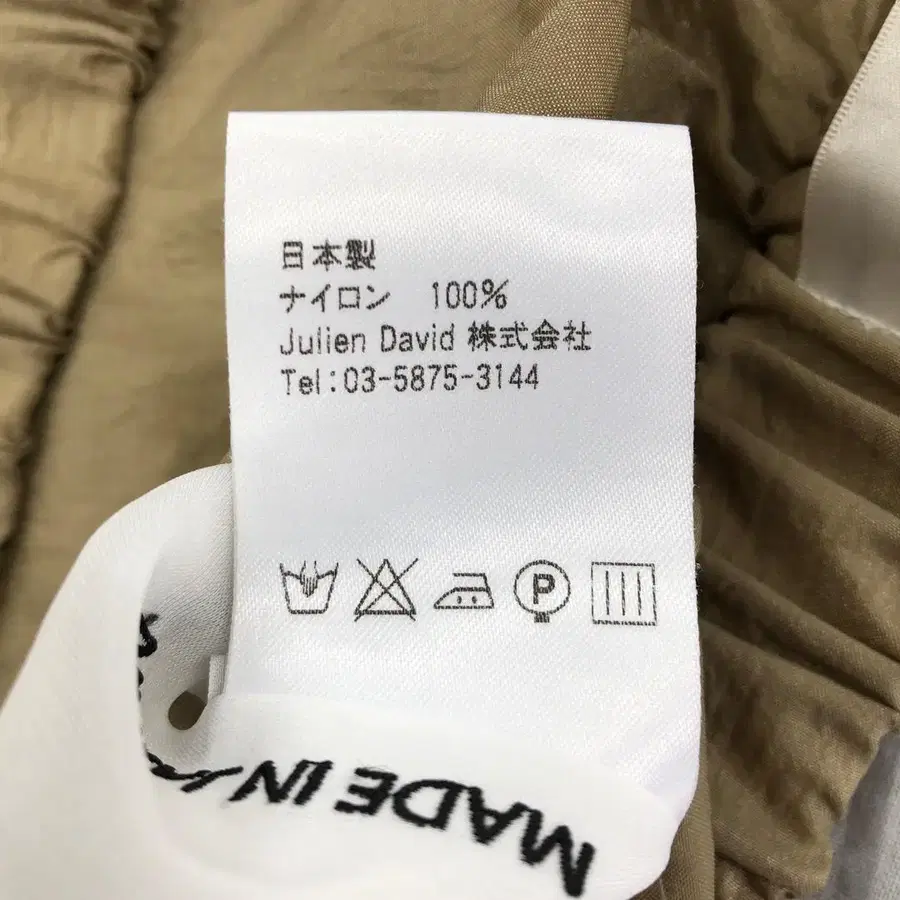 日本製
ナイロン 100%
Julien David 株式会社
Tel:03-5875-3144
P
MADE IN